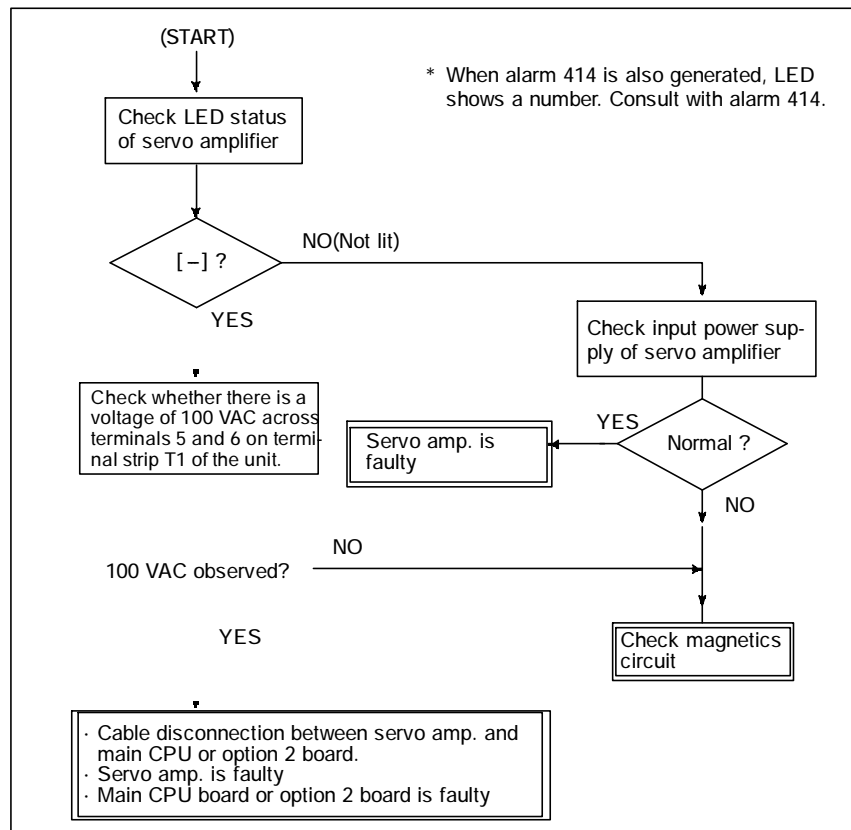 (START)
* When alarm 414 is also generated, LED
shows a number. Consult with alarm 414.
Check LED status
of servo amplifier
[–] ?
NO(Not lit)
YES
Check input power sup-
ply of servo amplifier
Check whether there is a
voltage of 100 VAC across
terminals 5 and 6 on termi-
nal strip T1 of the unit.
Normal ?
YES
Servo amp. is
faulty
NO
100 VAC observed?
NO
Check magnetics
circuit
YES
· Cable disconnection between servo amp. and
main CPU or option 2 board.
· Servo amp. is faulty
· Main CPU board or option 2 board is faulty